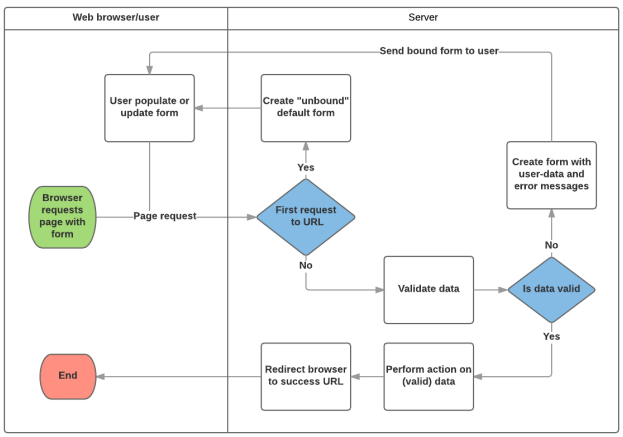 Web browser/user
Server
Send bound form to user
User populate or
update form
Create "unbound"
default form
Create form with
user-data and
error messages
Yes
Browser
requests
page with
form
Page request
First request
to URL
No
No
Validate data
Is data valid
Yes
End
Redirect browser
to success URL
Perform action on
(valid) data